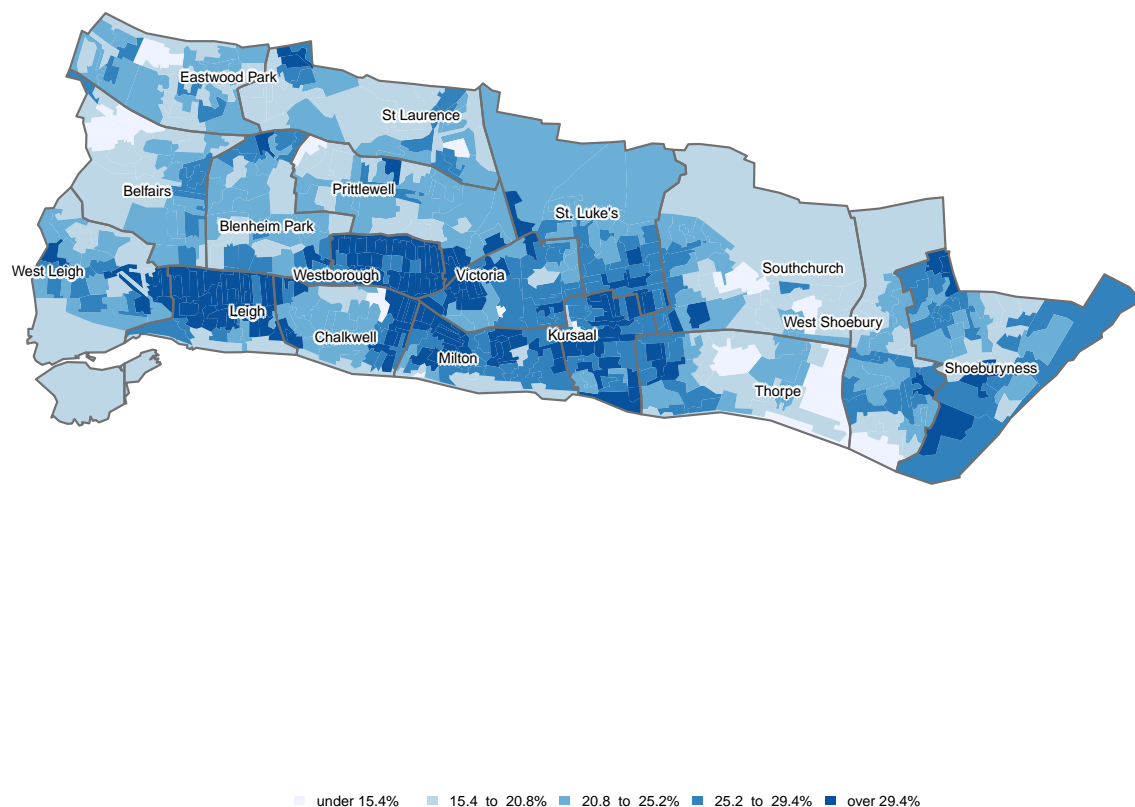 Eastwood Park
St Laurence
Belfairs
Prittlewell
St. Luke's
Blenheim Park
West Leigh
Westborough
Victoria
Southchurch
Leigh
West Shoebury
Chalkwell
Kursaal
Milton
Shoeburyness
Thorpe
under 15.4% 15.4 to 20.8% 20.8 to 25.2% 25.2 to 29.4% over 29.4%